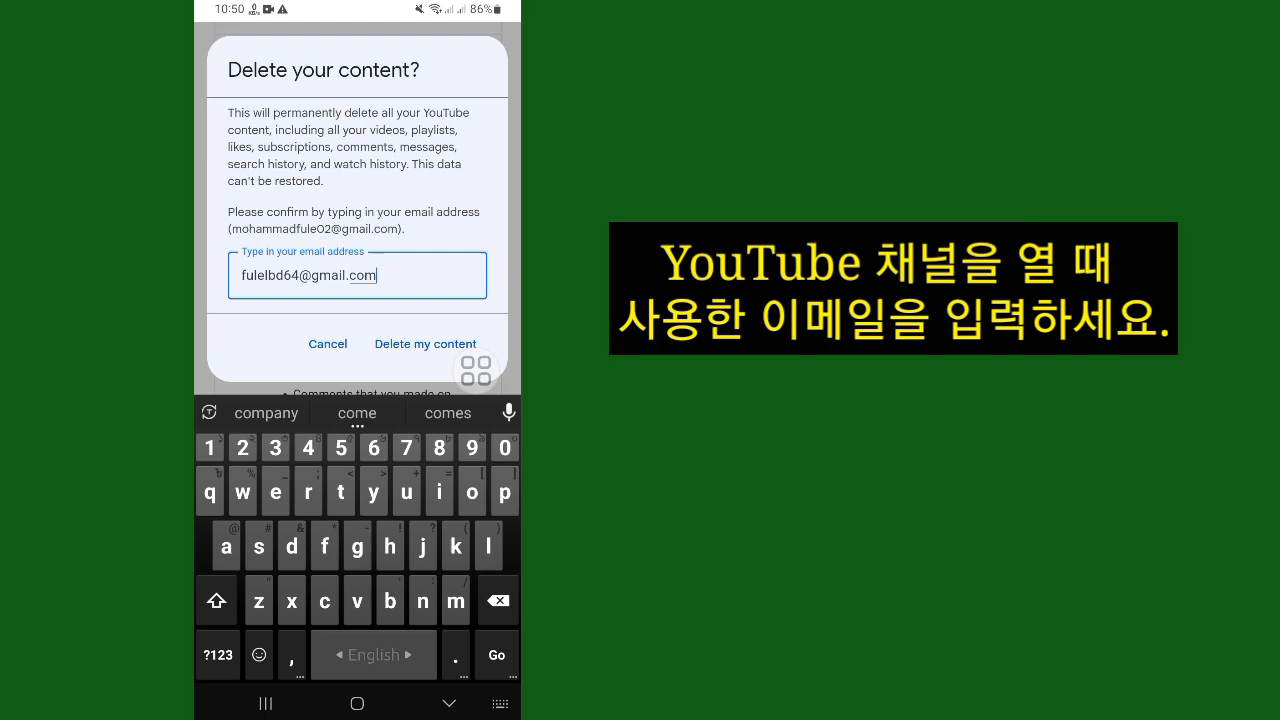 10:50
0
KB/s
86%
Delete your content?
This will permanently delete all your YouTube
content, including all your videos, playlists,
likes, subscriptions, comments, messages,
search history, and watch history. This data
can't be restored.
Please confirm by typing in your email address
(mohammadfule02@gmail.com).
Type in your email address
fulelbd64@gmail.com
Cancel
Delete my content
company come comes
1 2 3 4 5 6 7 8 9 0
q w e r t y u i o p
a s d f g h j k l
z x c v b n m
?123 , English . Go
YouTube 채널을 열 때
사용한 이메일을 입력하세요.